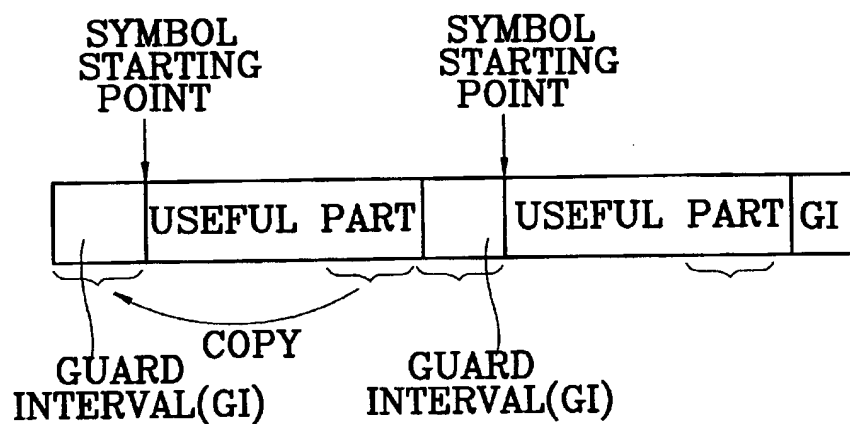 SYMBOL
STARTING
POINT
SYMBOL
STARTING
POINT
USEFUL PART
USEFUL PART
GI
COPY
GUARD
INTERVAL(GI)
GUARD
INTERVAL(GI)